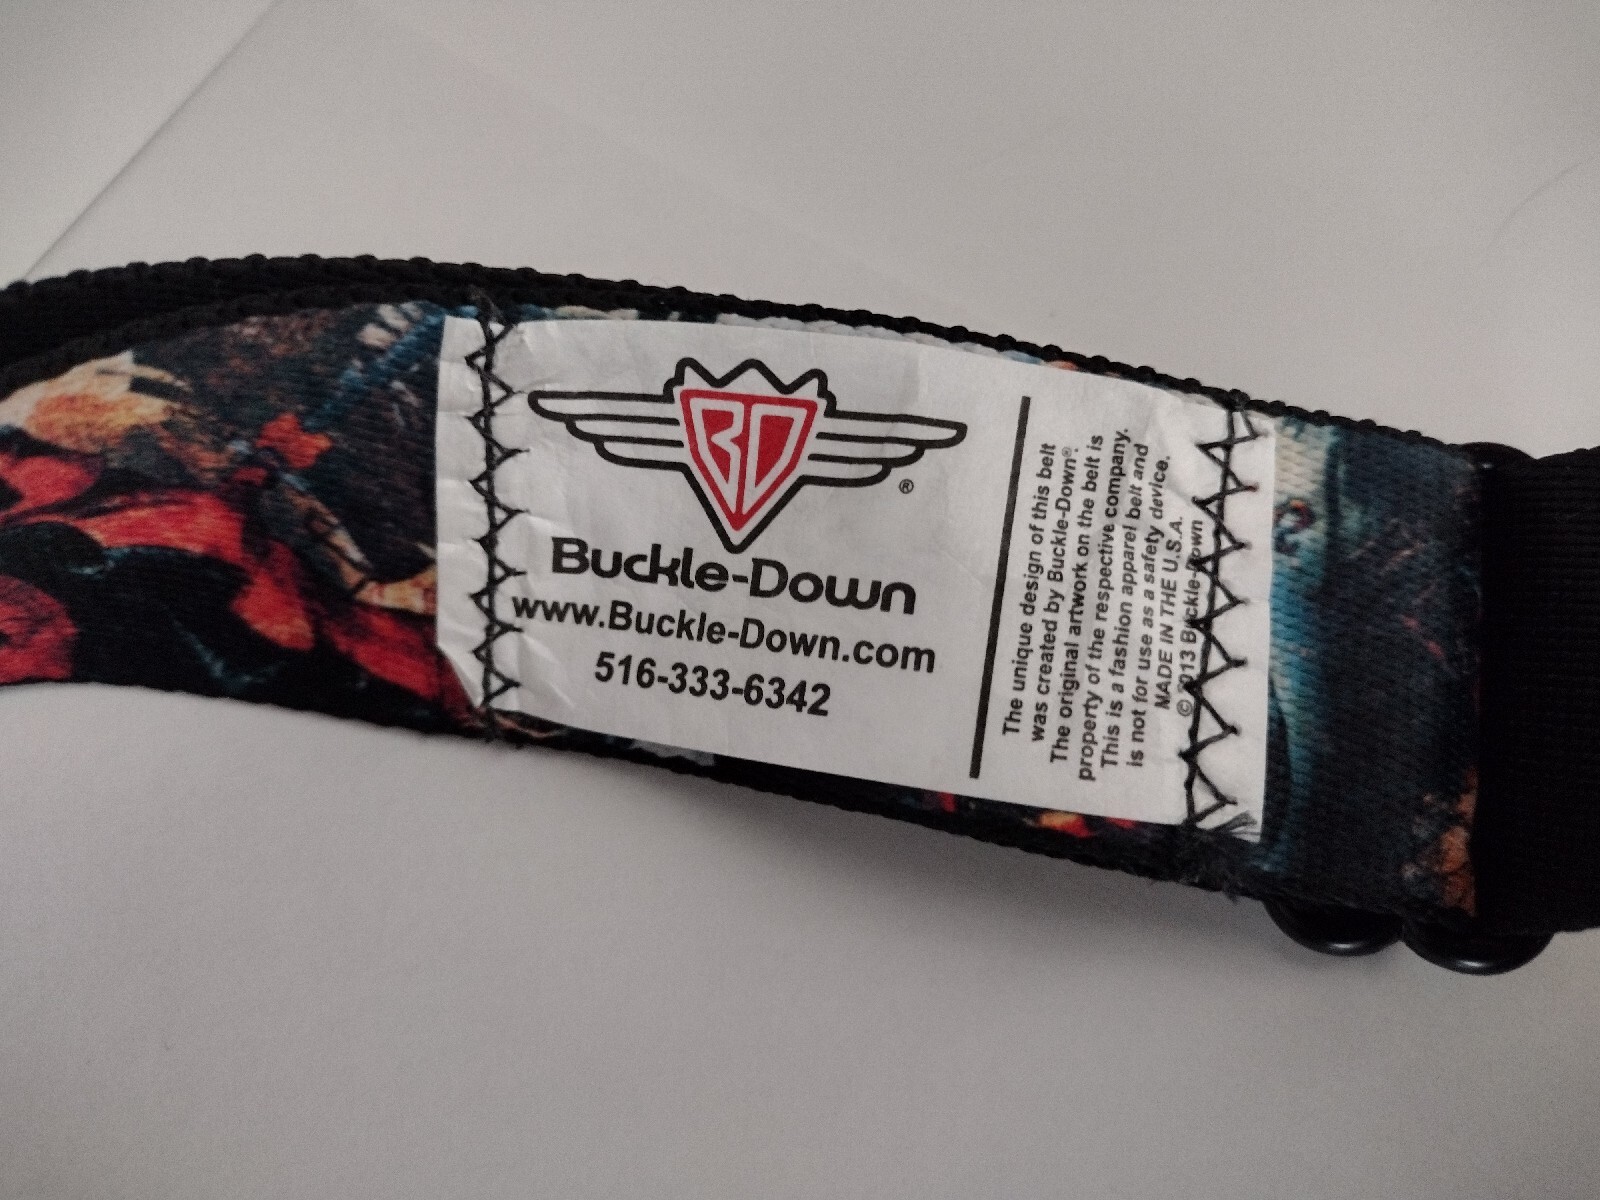 BD
®
Buckle-Down
www.Buckle-Down.com
516-333-6342
The unique design of this belt
was created by Buckle-Down®.
The original artwork on the belt is
property of the respective company.
This is a fashion apparel belt and
is not for use as a safety device.
MADE IN THE U.S.A.
© 2013 Buckle-Down